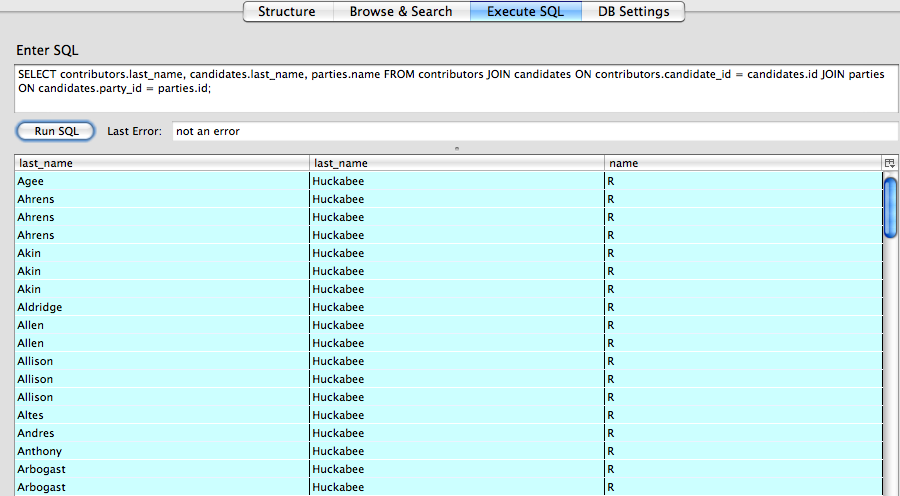 Structure Browse & Search Execute SQL DB Settings
Enter SQL
SELECT contributors.last_name, candidates.last_name, parties.name FROM contributors JOIN candidates ON contributors.candidate_id = candidates.id JOIN parties
ON candidates.party_id = parties.id;
Run SQL Last Error: not an error
last_name last_name name
Agee Huckabee R
Ahrens Huckabee R
Ahrens Huckabee R
Ahrens Huckabee R
Akin Huckabee R
Akin Huckabee R
Akin Huckabee R
Aldridge Huckabee R
Allen Huckabee R
Allen Huckabee R
Allison Huckabee R
Allison Huckabee R
Allison Huckabee R
Altes Huckabee R
Andres Huckabee R
Anthony Huckabee R
Arbogast Huckabee R
Arbogast Huckabee R